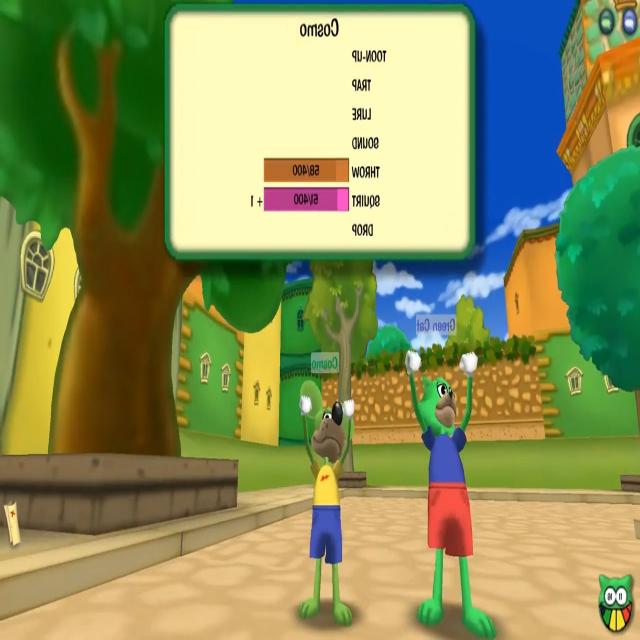 Cosmo
TOON-UP
TRAP
LURE
SOUND
THROW 58/400
SQUIRT 51/400 + 1
DROP
Green Cat
Cosmo